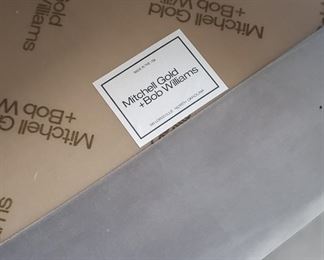 Gold
+Bob W
Williams
Mitchell Gold
+Bob Williams
MADE IN THE USA
Mitchell Gold
+Bob Williams
TAYLORSVILLE NORTH CAROLINA
Mitchell Gold
+Bob Will